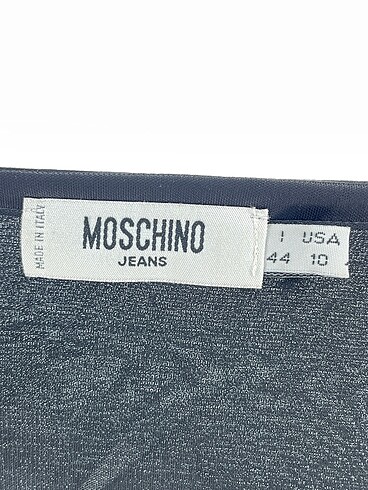 MADE IN ITALY
MOSCHINO
JEANS
I USA
44 10